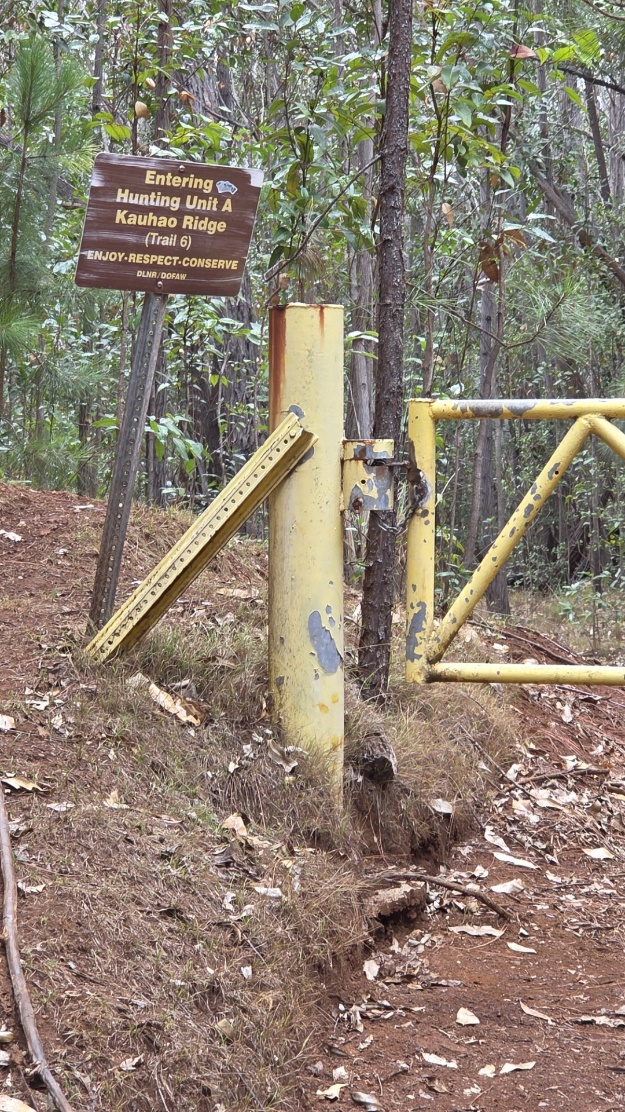 Entering
Hunting Unit A
Kauhao Ridge
(Trail 6)
ENJOY·RESPECT·CONSERVE
DLNR/DOFAW